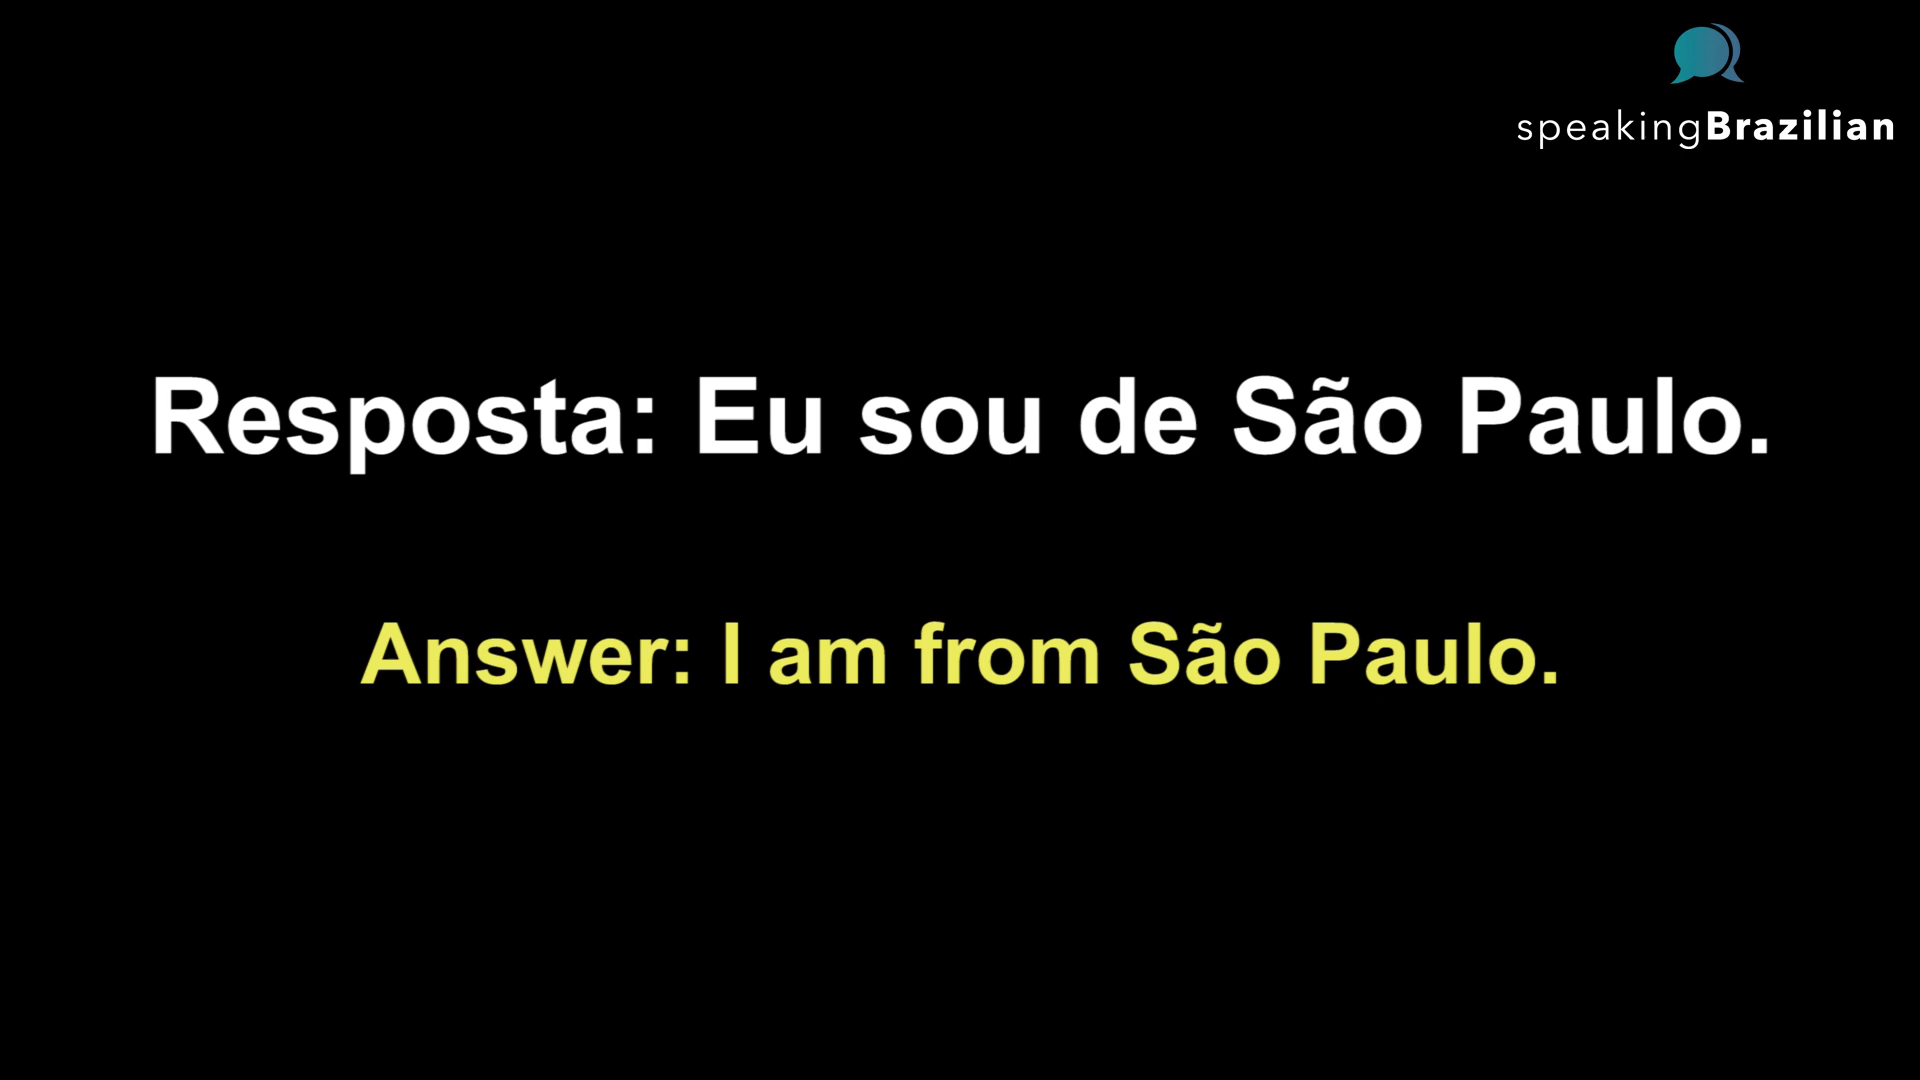 speakingBrazilian
Resposta: Eu sou de São Paulo.
Answer: I am from São Paulo.